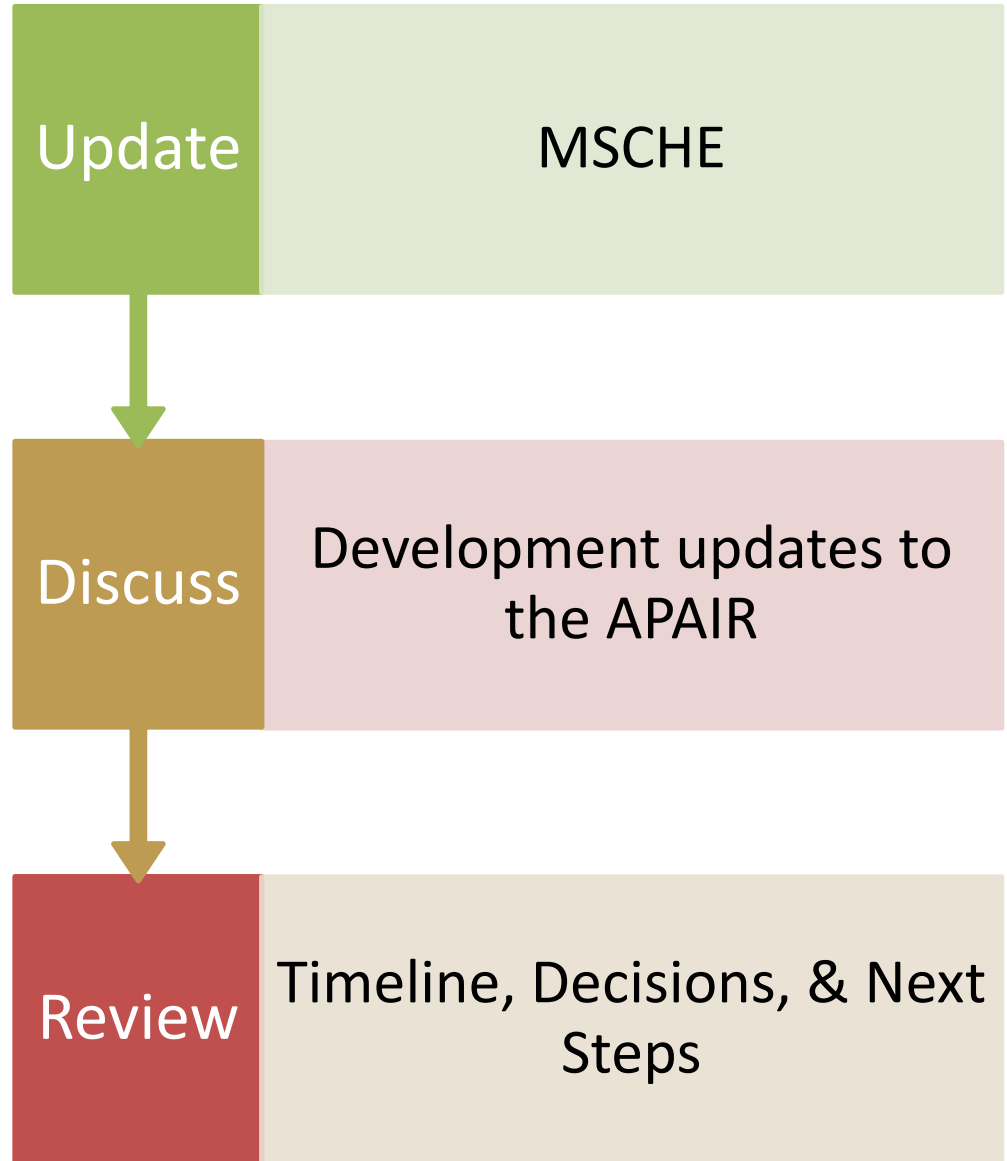 Update
MSCHE
Discuss
Development updates to
the APAIR
Review
Timeline, Decisions, & Next
Steps